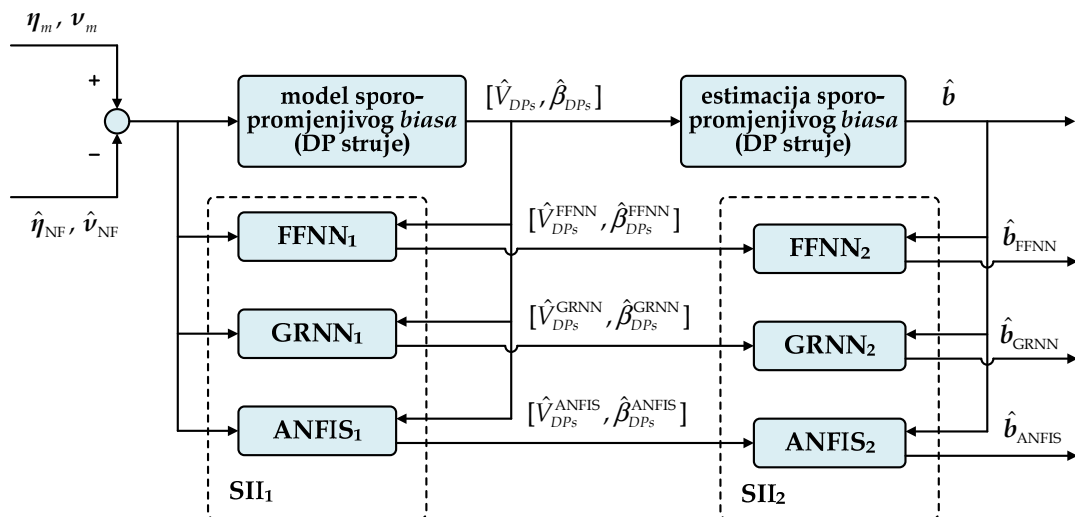 η_m, ν_m
+
−
η̂_NF, ν̂_NF
model sporo-
promjenjivog biasa
(DP struje)
[V̂_DPs, β̂_DPs]
estimacija sporo-
promjenjivog biasa
(DP struje)
b̂
FFNN₁
[V̂_DPs^FFNN, β̂_DPs^FFNN]
FFNN₂
b̂_FFNN
GRNN₁
[V̂_DPs^GRNN, β̂_DPs^GRNN]
GRNN₂
b̂_GRNN
ANFIS₁
[V̂_DPs^ANFIS, β̂_DPs^ANFIS]
ANFIS₂
b̂_ANFIS
SII₁
SII₂